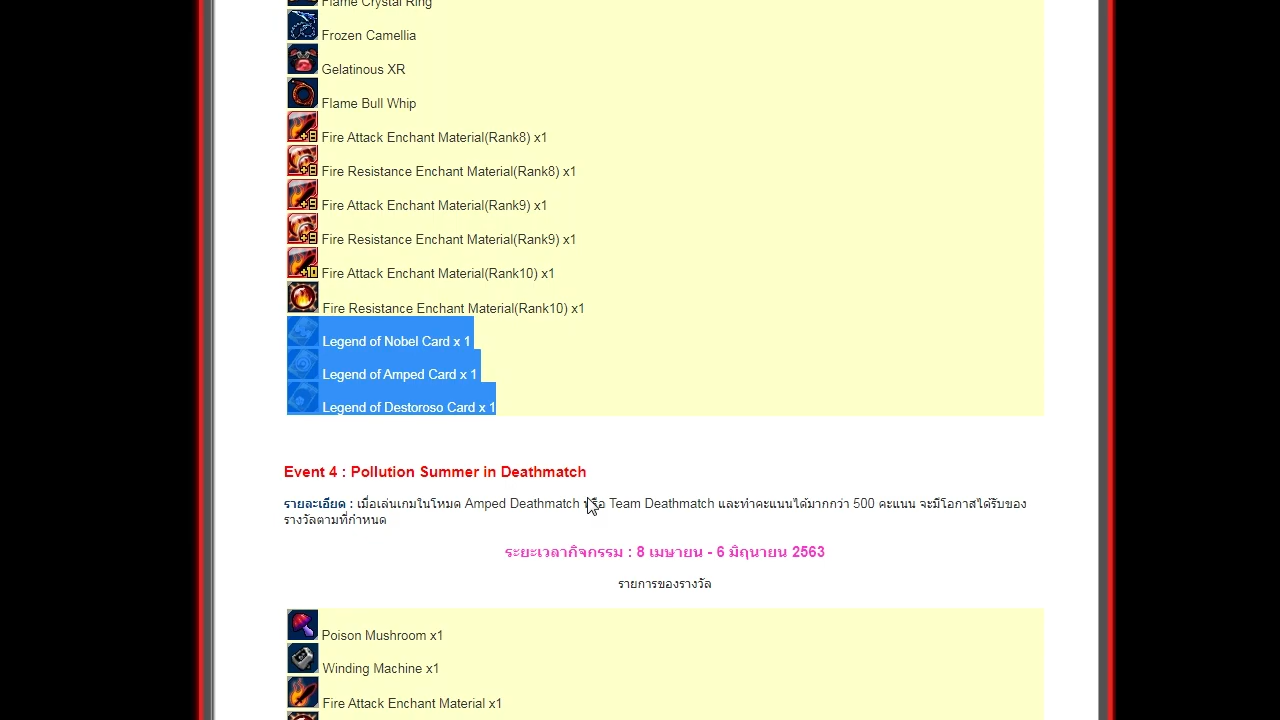 Flame Crystal Ring
Frozen Camellia
Gelatinous XR
Flame Bull Whip
+8 Fire Attack Enchant Material(Rank8) x1
+8 Fire Resistance Enchant Material(Rank8) x1
+9 Fire Attack Enchant Material(Rank9) x1
+9 Fire Resistance Enchant Material(Rank9) x1
+10 Fire Attack Enchant Material(Rank10) x1
Fire Resistance Enchant Material(Rank10) x1
Legend of Nobel Card x 1
Legend of Amped Card x 1
Legend of Destoroso Card x 1
Event 4 : Pollution Summer in Deathmatch
รายละเอียด : เมื่อเล่นเกมในโหมด Amped Deathmatch หรือ Team Deathmatch และทำคะแนนได้มากกว่า 500 คะแนน จะมีโอกาสได้รับของ
รางวัลตามที่กำหนด
ระยะเวลากิจกรรม : 8 เมษายน - 6 มิถุนายน 2563
รายการของรางวัล
Poison Mushroom x1
Winding Machine x1
Fire Attack Enchant Material x1